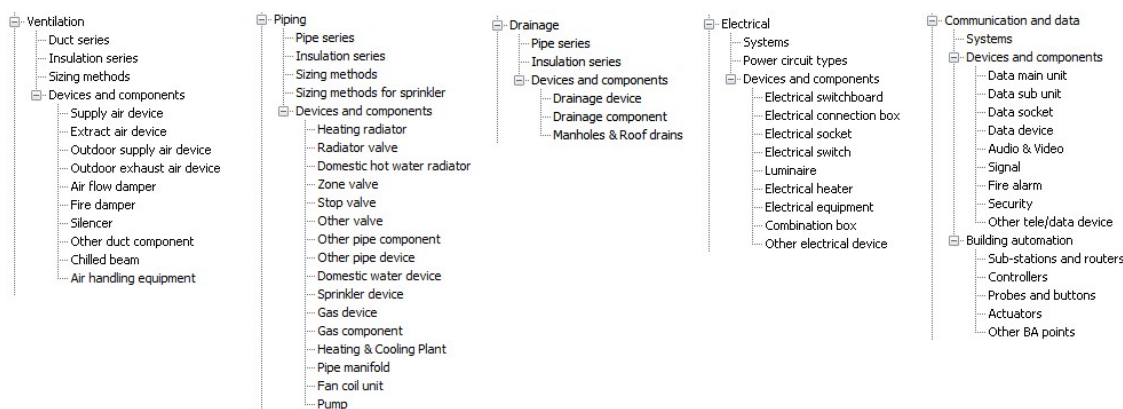 Ventilation
Duct series
Insulation series
Sizing methods
Devices and components
Supply air device
Extract air device
Outdoor supply air device
Outdoor exhaust air device
Air flow damper
Fire damper
Silencer
Other duct component
Chilled beam
Air handling equipment
Piping
Pipe series
Insulation series
Sizing methods
Sizing methods for sprinkler
Devices and components
Heating radiator
Radiator valve
Domestic hot water radiator
Zone valve
Stop valve
Other valve
Other pipe component
Other pipe device
Domestic water device
Sprinkler device
Gas device
Gas component
Heating & Cooling Plant
Pipe manifold
Fan coil unit
Pump
Drainage
Pipe series
Insulation series
Devices and components
Drainage device
Drainage component
Manholes & Roof drains
Electrical
Systems
Power circuit types
Devices and components
Electrical switchboard
Electrical connection box
Electrical socket
Electrical switch
Luminaire
Electrical heater
Electrical equipment
Combination box
Other electrical device
Communication and data
Systems
Devices and components
Data main unit
Data sub unit
Data socket
Data device
Audio & Video
Signal
Fire alarm
Security
Other tele/data device
Building automation
Sub-stations and routers
Controllers
Probes and buttons
Actuators
Other BA points